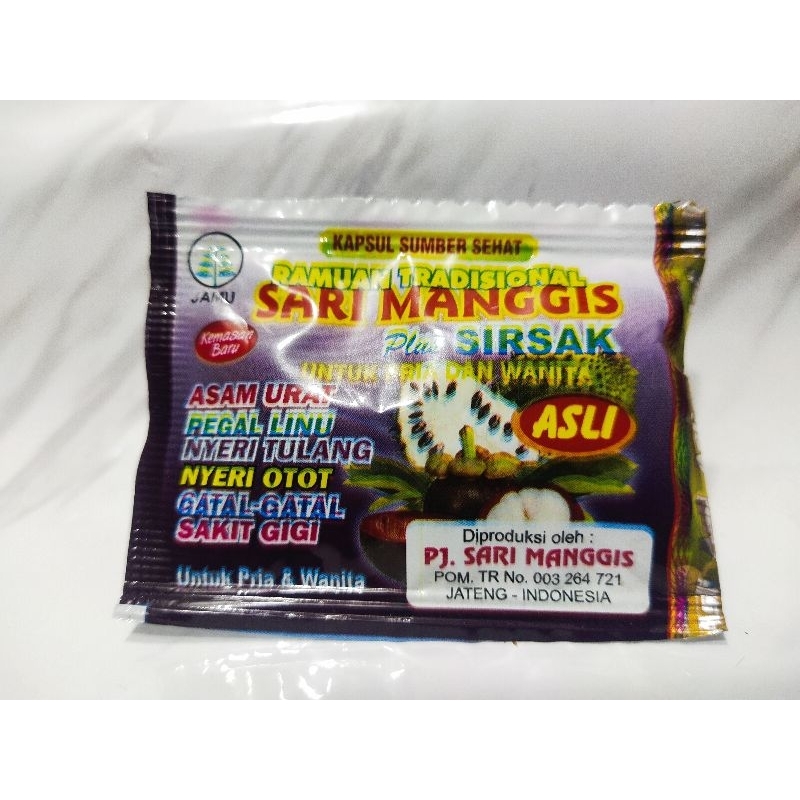 KAPSUL SUMBER SEHAT
JAMU
RAMUAN TRADISIONAL
SARI MANGGIS
Plus SIRSAK
UNTUK PRIA DAN WANITA
Kemasan
Baru
ASAM URAT
PEGAL LINU
NYERI TULANG
NYERI OTOT
GATAL-GATAL
SAKIT GIGI
Untuk Pria & Wanita
ASLI
Diproduksi oleh :
PJ. SARI MANGGIS
POM. TR No. 003 264 721
JATENG - INDONESIA